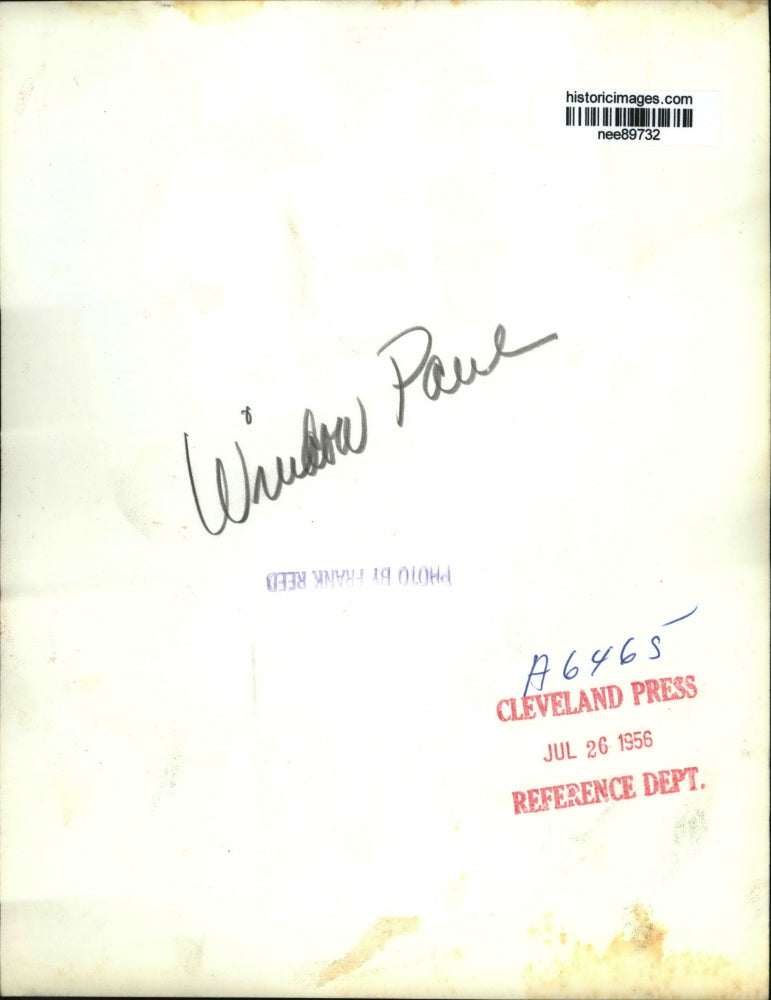 historicimages.com
nee89732
Window Pane
PHOTO BY FRANK REED
A6465
CLEVELAND PRESS
JUL 26 1956
REFERENCE DEPT.